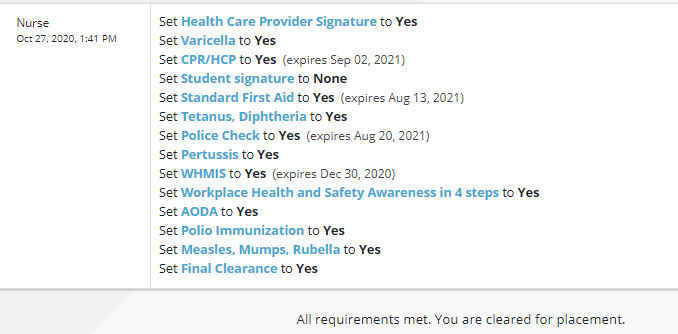 Nurse
Oct 27, 2020, 1:41 PM
Set Health Care Provider Signature to Yes
Set Varicella to Yes
Set CPR/HCP to Yes (expires Sep 02, 2021)
Set Student signature to None
Set Standard First Aid to Yes (expires Aug 13, 2021)
Set Tetanus, Diphtheria to Yes
Set Police Check to Yes (expires Aug 20, 2021)
Set Pertussis to Yes
Set WHMIS to Yes (expires Dec 30, 2020)
Set Workplace Health and Safety Awareness in 4 steps to Yes
Set AODA to Yes
Set Polio Immunization to Yes
Set Measles, Mumps, Rubella to Yes
Set Final Clearance to Yes
All requirements met. You are cleared for placement.